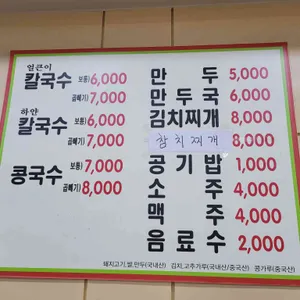 얼큰이
칼국수 보통) 6,000
곱빼기) 7,000
하얀
칼국수 보통) 6,000
곱빼기) 7,000
콩국수 보통) 7,000
곱빼기) 8,000
만두 5,000
만두국 6,000
김치찌개 8,000
참치찌개 8,000
공기밥 1,000
소주 4,000
맥주 4,000
음료수 2,000
돼지고기,쌀,만두(국내산) 김치,고추가루(국내산/중국산) 콩가루(중국산)